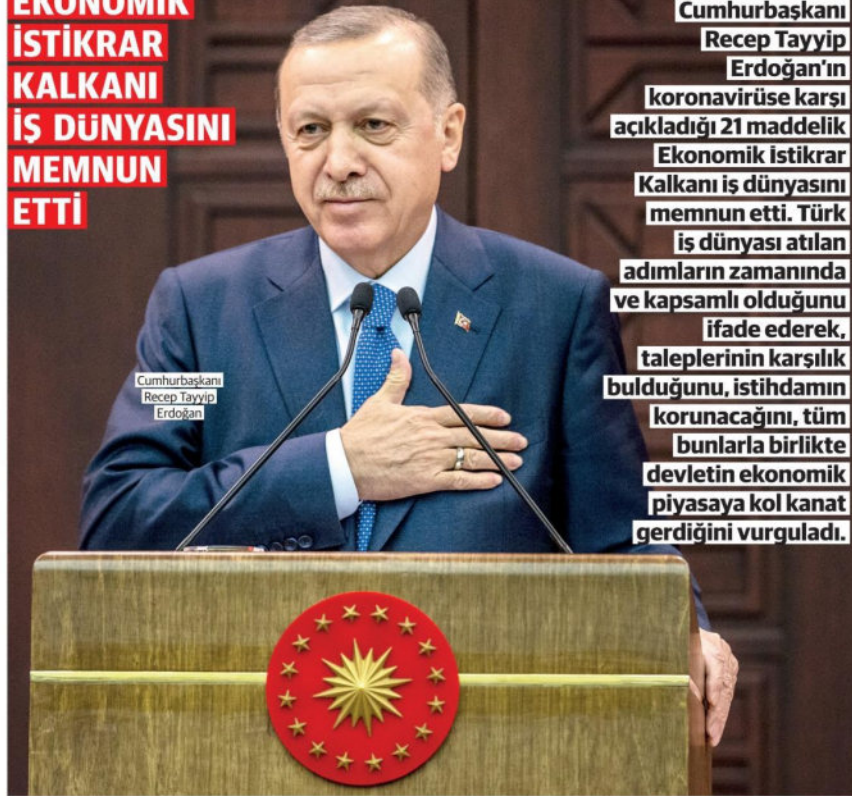 EKONOMİK
İSTİKRAR
KALKANI
İŞ DÜNYASINI
MEMNUN
ETTİ
Cumhurbaşkanı
Recep Tayyip
Erdoğan'ın
koronavirüse karşı
açıkladığı 21 maddelik
Ekonomik İstikrar
Kalkanı iş dünyasını
memnun etti. Türk
iş dünyası atılan
adımların zamanında
ve kapsamlı olduğunu
ifade ederek,
taleplerinin karşılık
bulduğunu, istihdamın
korunacağını, tüm
bunlarla birlikte
devletin ekonomik
piyasaya kol kanat
gerdiğini vurguladı.
Cumhurbaşkanı
Recep Tayyip
Erdoğan